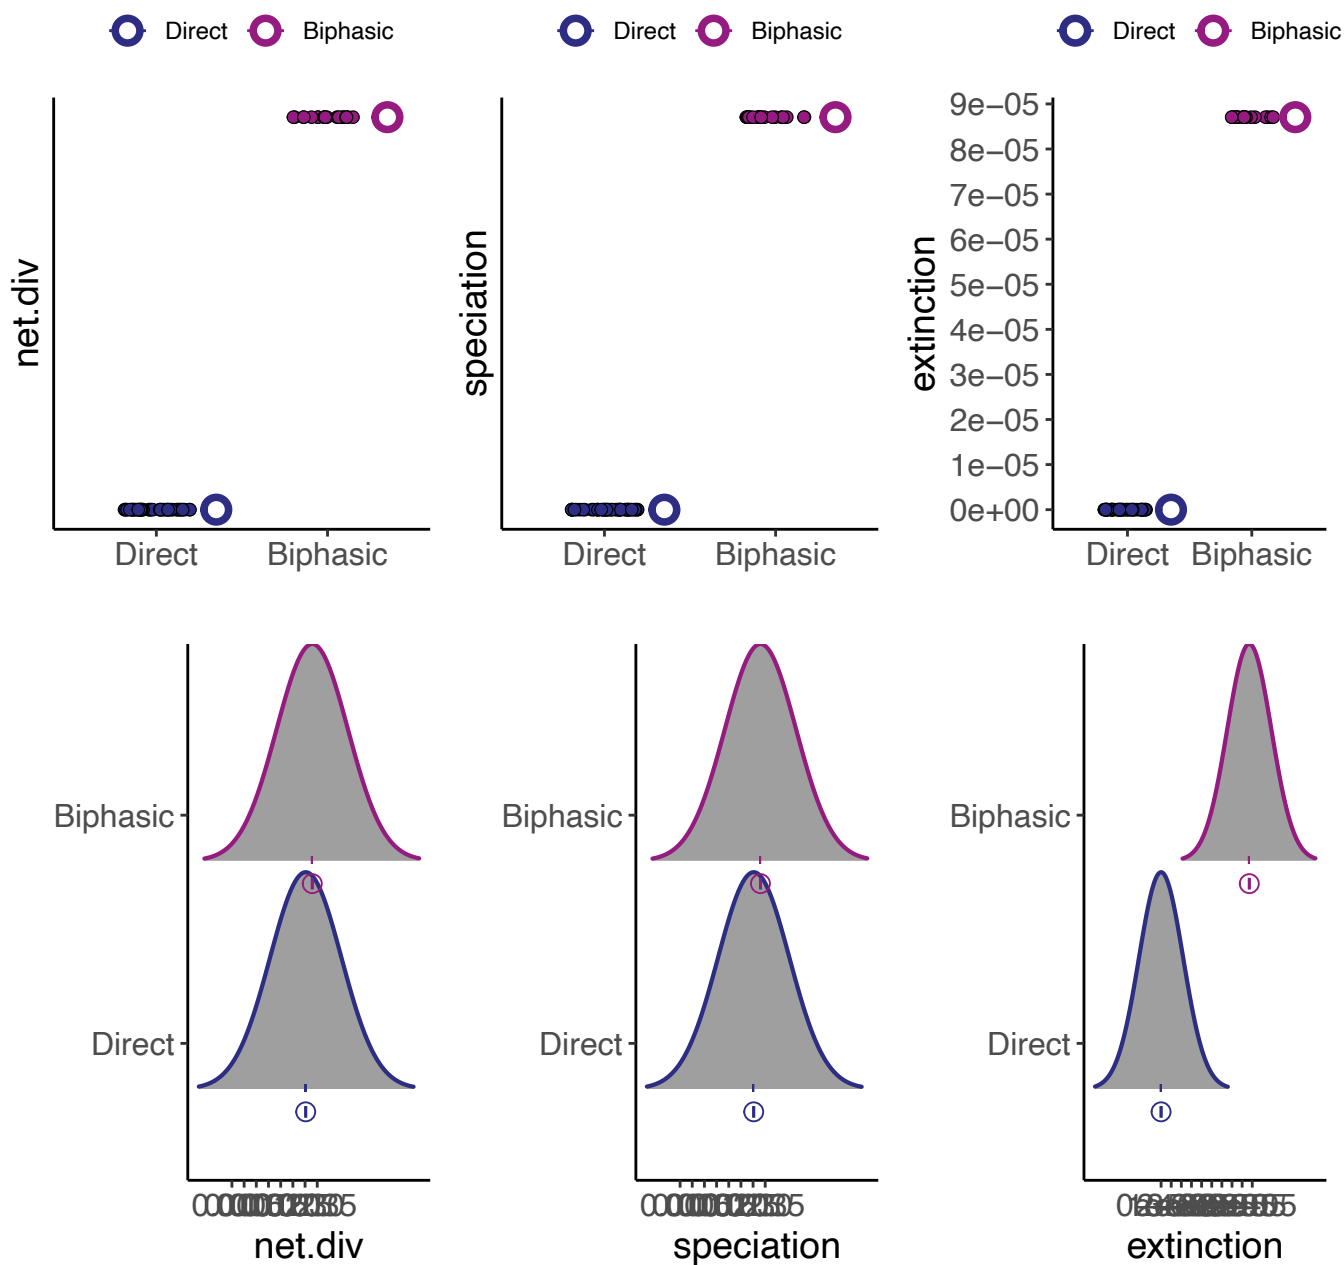 Direct Biphasic
Direct Biphasic
Direct Biphasic
net.div
Direct Biphasic
speciation
Direct Biphasic
extinction
9e−05
8e−05
7e−05
6e−05
5e−05
4e−05
3e−05
2e−05
1e−05
0e+00
Direct Biphasic
Biphasic
Direct
net.div
Biphasic
Direct
speciation
Biphasic
Direct
extinction